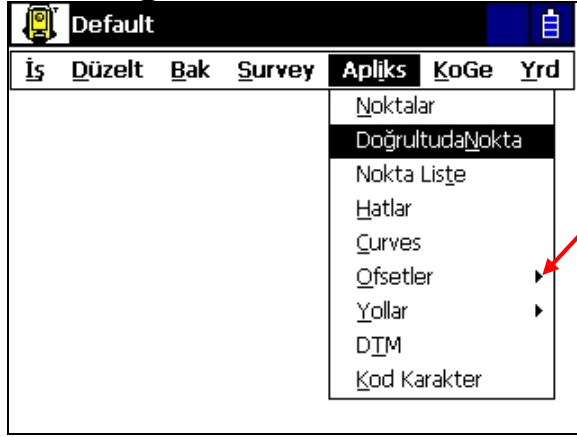 Default
İş Düzelt Bak Survey Apliks KoGe Yrd
Noktalar
DoğrultudaNokta
Nokta Liste
Hatlar
Curves
Ofsetler
Yollar
DTM
Kod Karakter